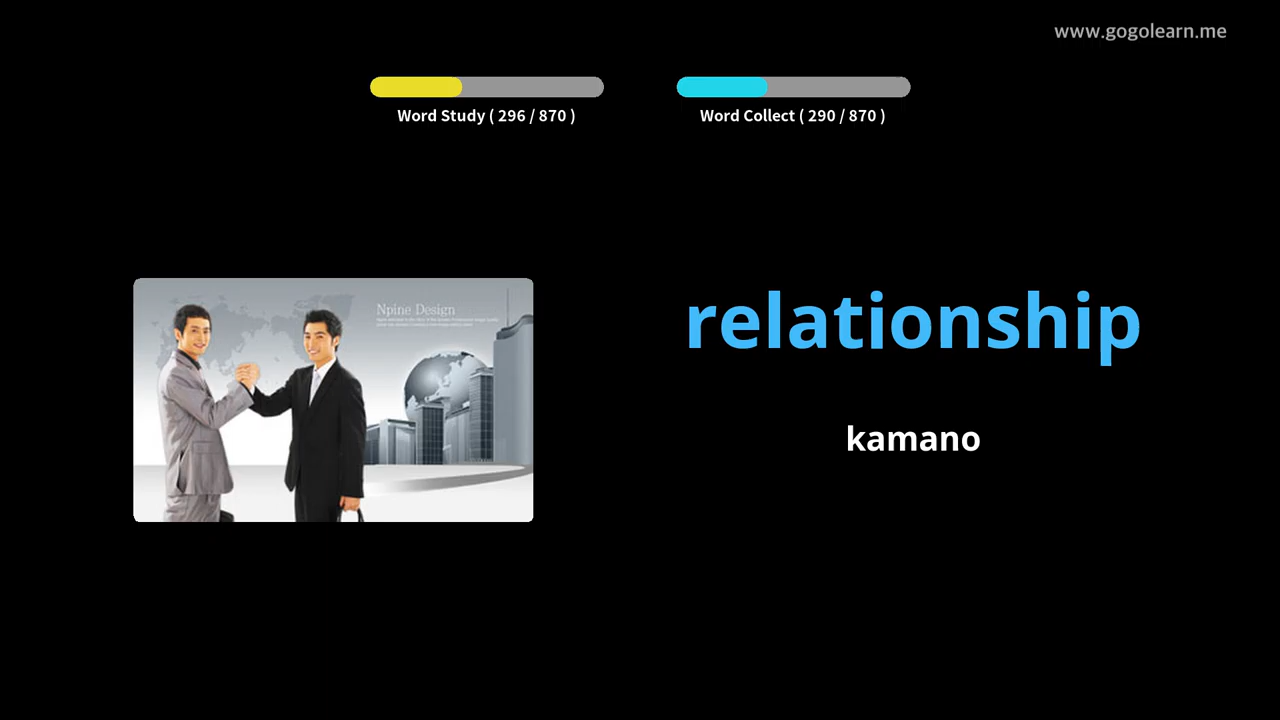 www.gogolearn.me
Word Study ( 296 / 870 )
Word Collect ( 290 / 870 )
Npine Design
relationship
kamano